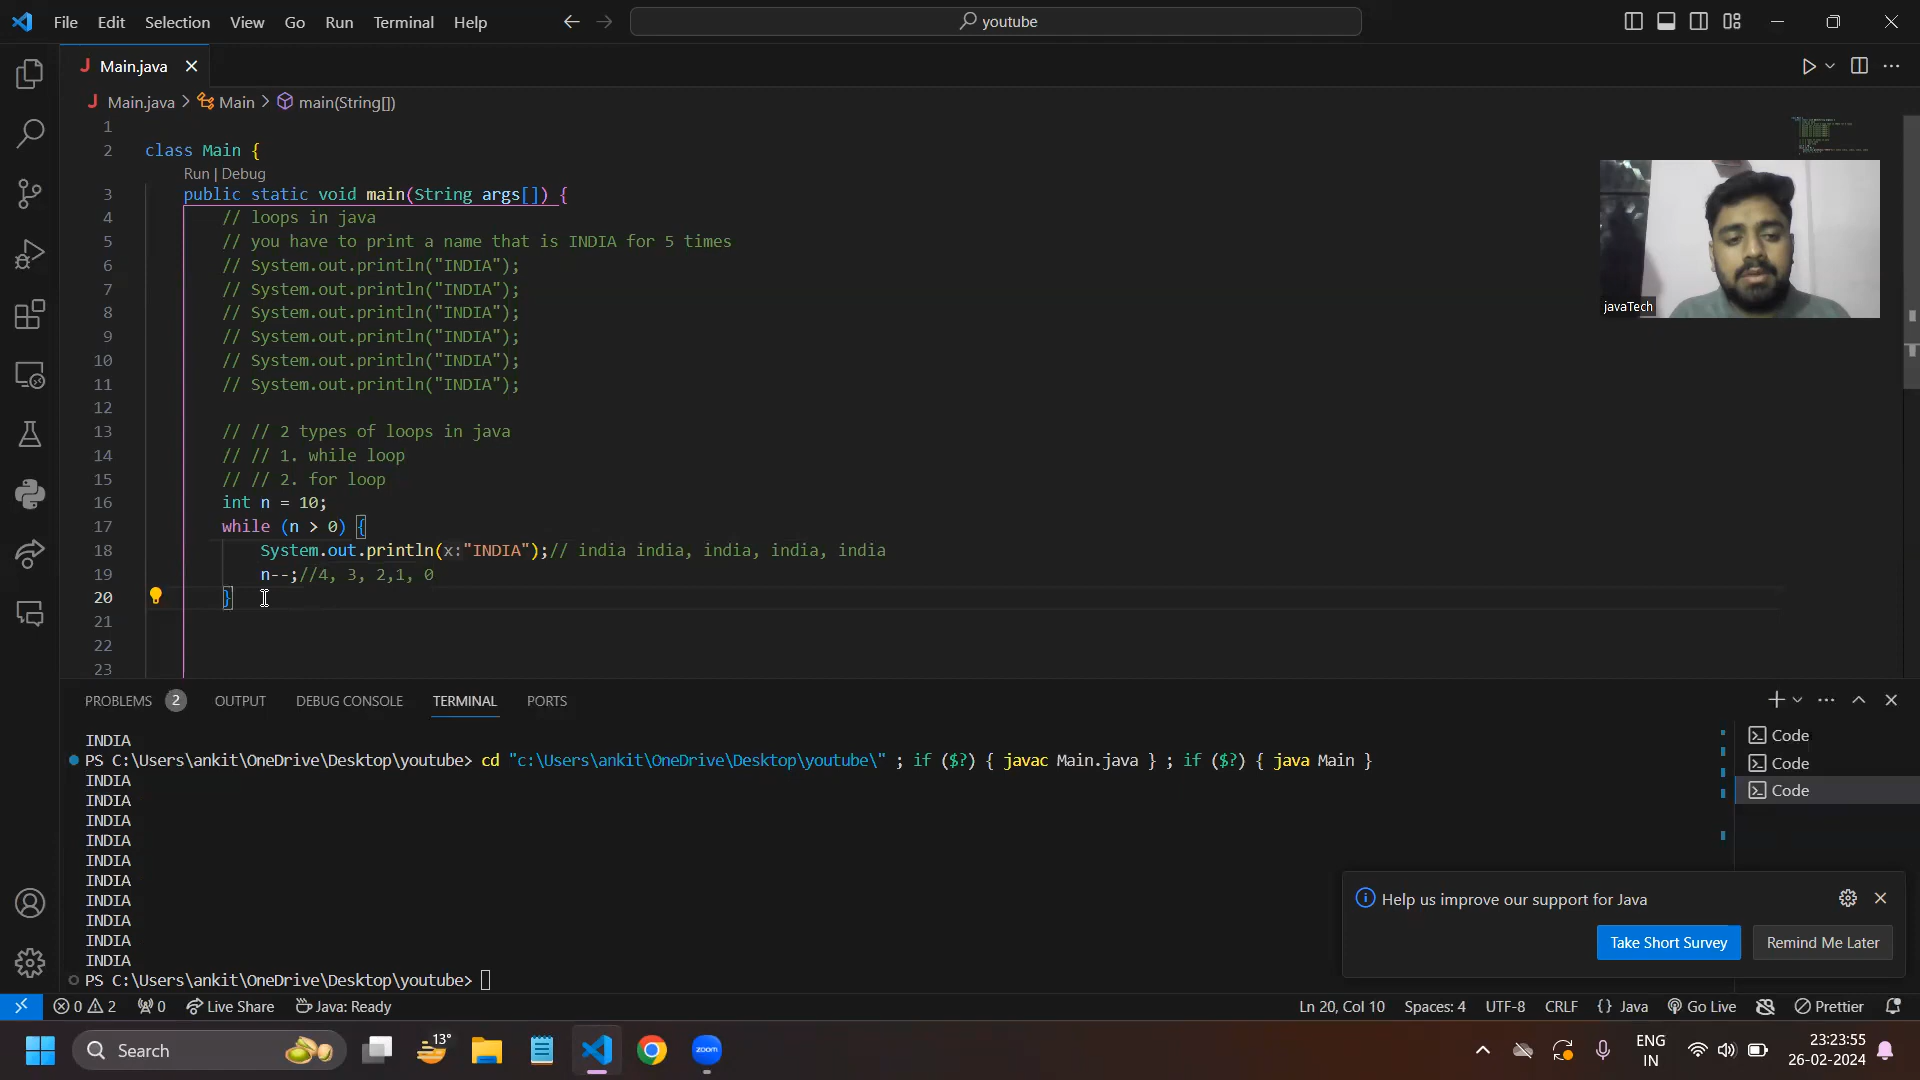 File Edit Selection View Go Run Terminal Help youtube
Main.java
Main.java > Main > main(String[])
1
2 class Main {
Run | Debug
3 public static void main(String args[]) {
4 // loops in java
5 // you have to print a name that is INDIA for 5 times
6 // System.out.println("INDIA");
7 // System.out.println("INDIA");
8 // System.out.println("INDIA");
9 // System.out.println("INDIA");
10 // System.out.println("INDIA");
11 // System.out.println("INDIA");
12
13 // // 2 types of loops in java
14 // // 1. while loop
15 // // 2. for loop
16 int n = 10;
17 while (n > 0) {
18 System.out.println(x:"INDIA");// india india, india, india, india
19 n--;//4, 3, 2,1, 0
20 }
21
22
23
javaTech
PROBLEMS 2 OUTPUT DEBUG CONSOLE TERMINAL PORTS
INDIA
PS C:\Users\ankit\OneDrive\Desktop\youtube> cd "c:\Users\ankit\OneDrive\Desktop\youtube\" ; if ($?) { javac Main.java } ; if ($?) { java Main }
INDIA
INDIA
INDIA
INDIA
INDIA
INDIA
INDIA
INDIA
INDIA
INDIA
PS C:\Users\ankit\OneDrive\Desktop\youtube>
Code
Code
Code
Help us improve our support for Java
Take Short Survey Remind Me Later
0 2 0 Live Share Java: Ready Ln 20, Col 10 Spaces: 4 UTF-8 CRLF {} Java Go Live Prettier
Search 13° zoom ENG IN 23:23:55 26-02-2024